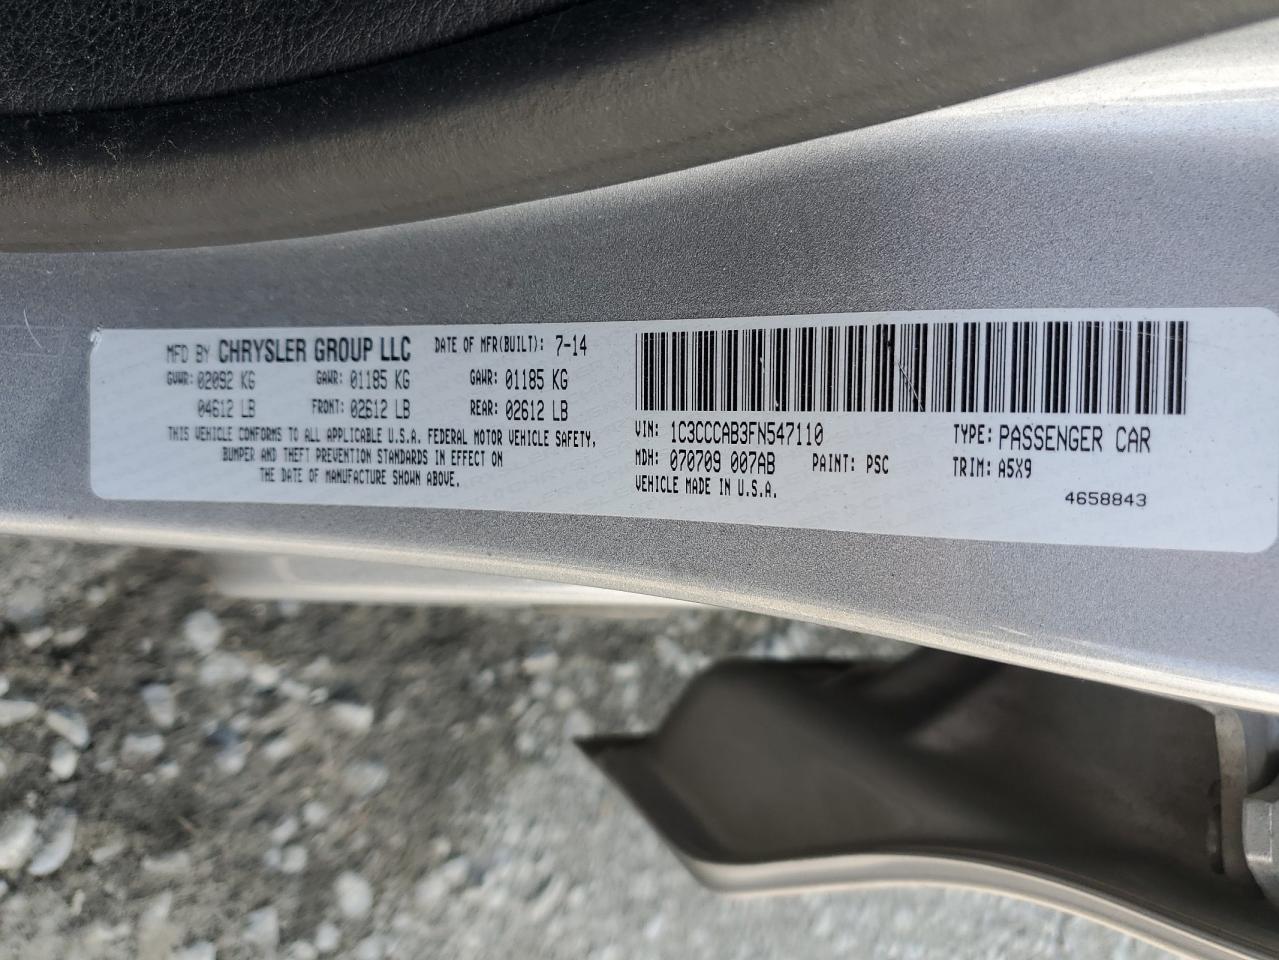 MFD BY CHRYSLER GROUP LLC DATE OF MFR(BUILT): 7-14
GVWR: 02092 KG GAWR: 01185 KG GAWR: 01185 KG
04612 LB FRONT: 02612 LB REAR: 02612 LB
THIS VEHICLE CONFORMS TO ALL APPLICABLE U.S.A. FEDERAL MOTOR VEHICLE SAFETY,
BUMPER AND THEFT PREVENTION STANDARDS IN EFFECT ON
THE DATE OF MANUFACTURE SHOWN ABOVE.
VIN: 1C3CCCAB3FN547110 TYPE: PASSENGER CAR
MDH: 070709 007AB PAINT: PSC TRIM: A5X9
VEHICLE MADE IN U.S.A.
4658843